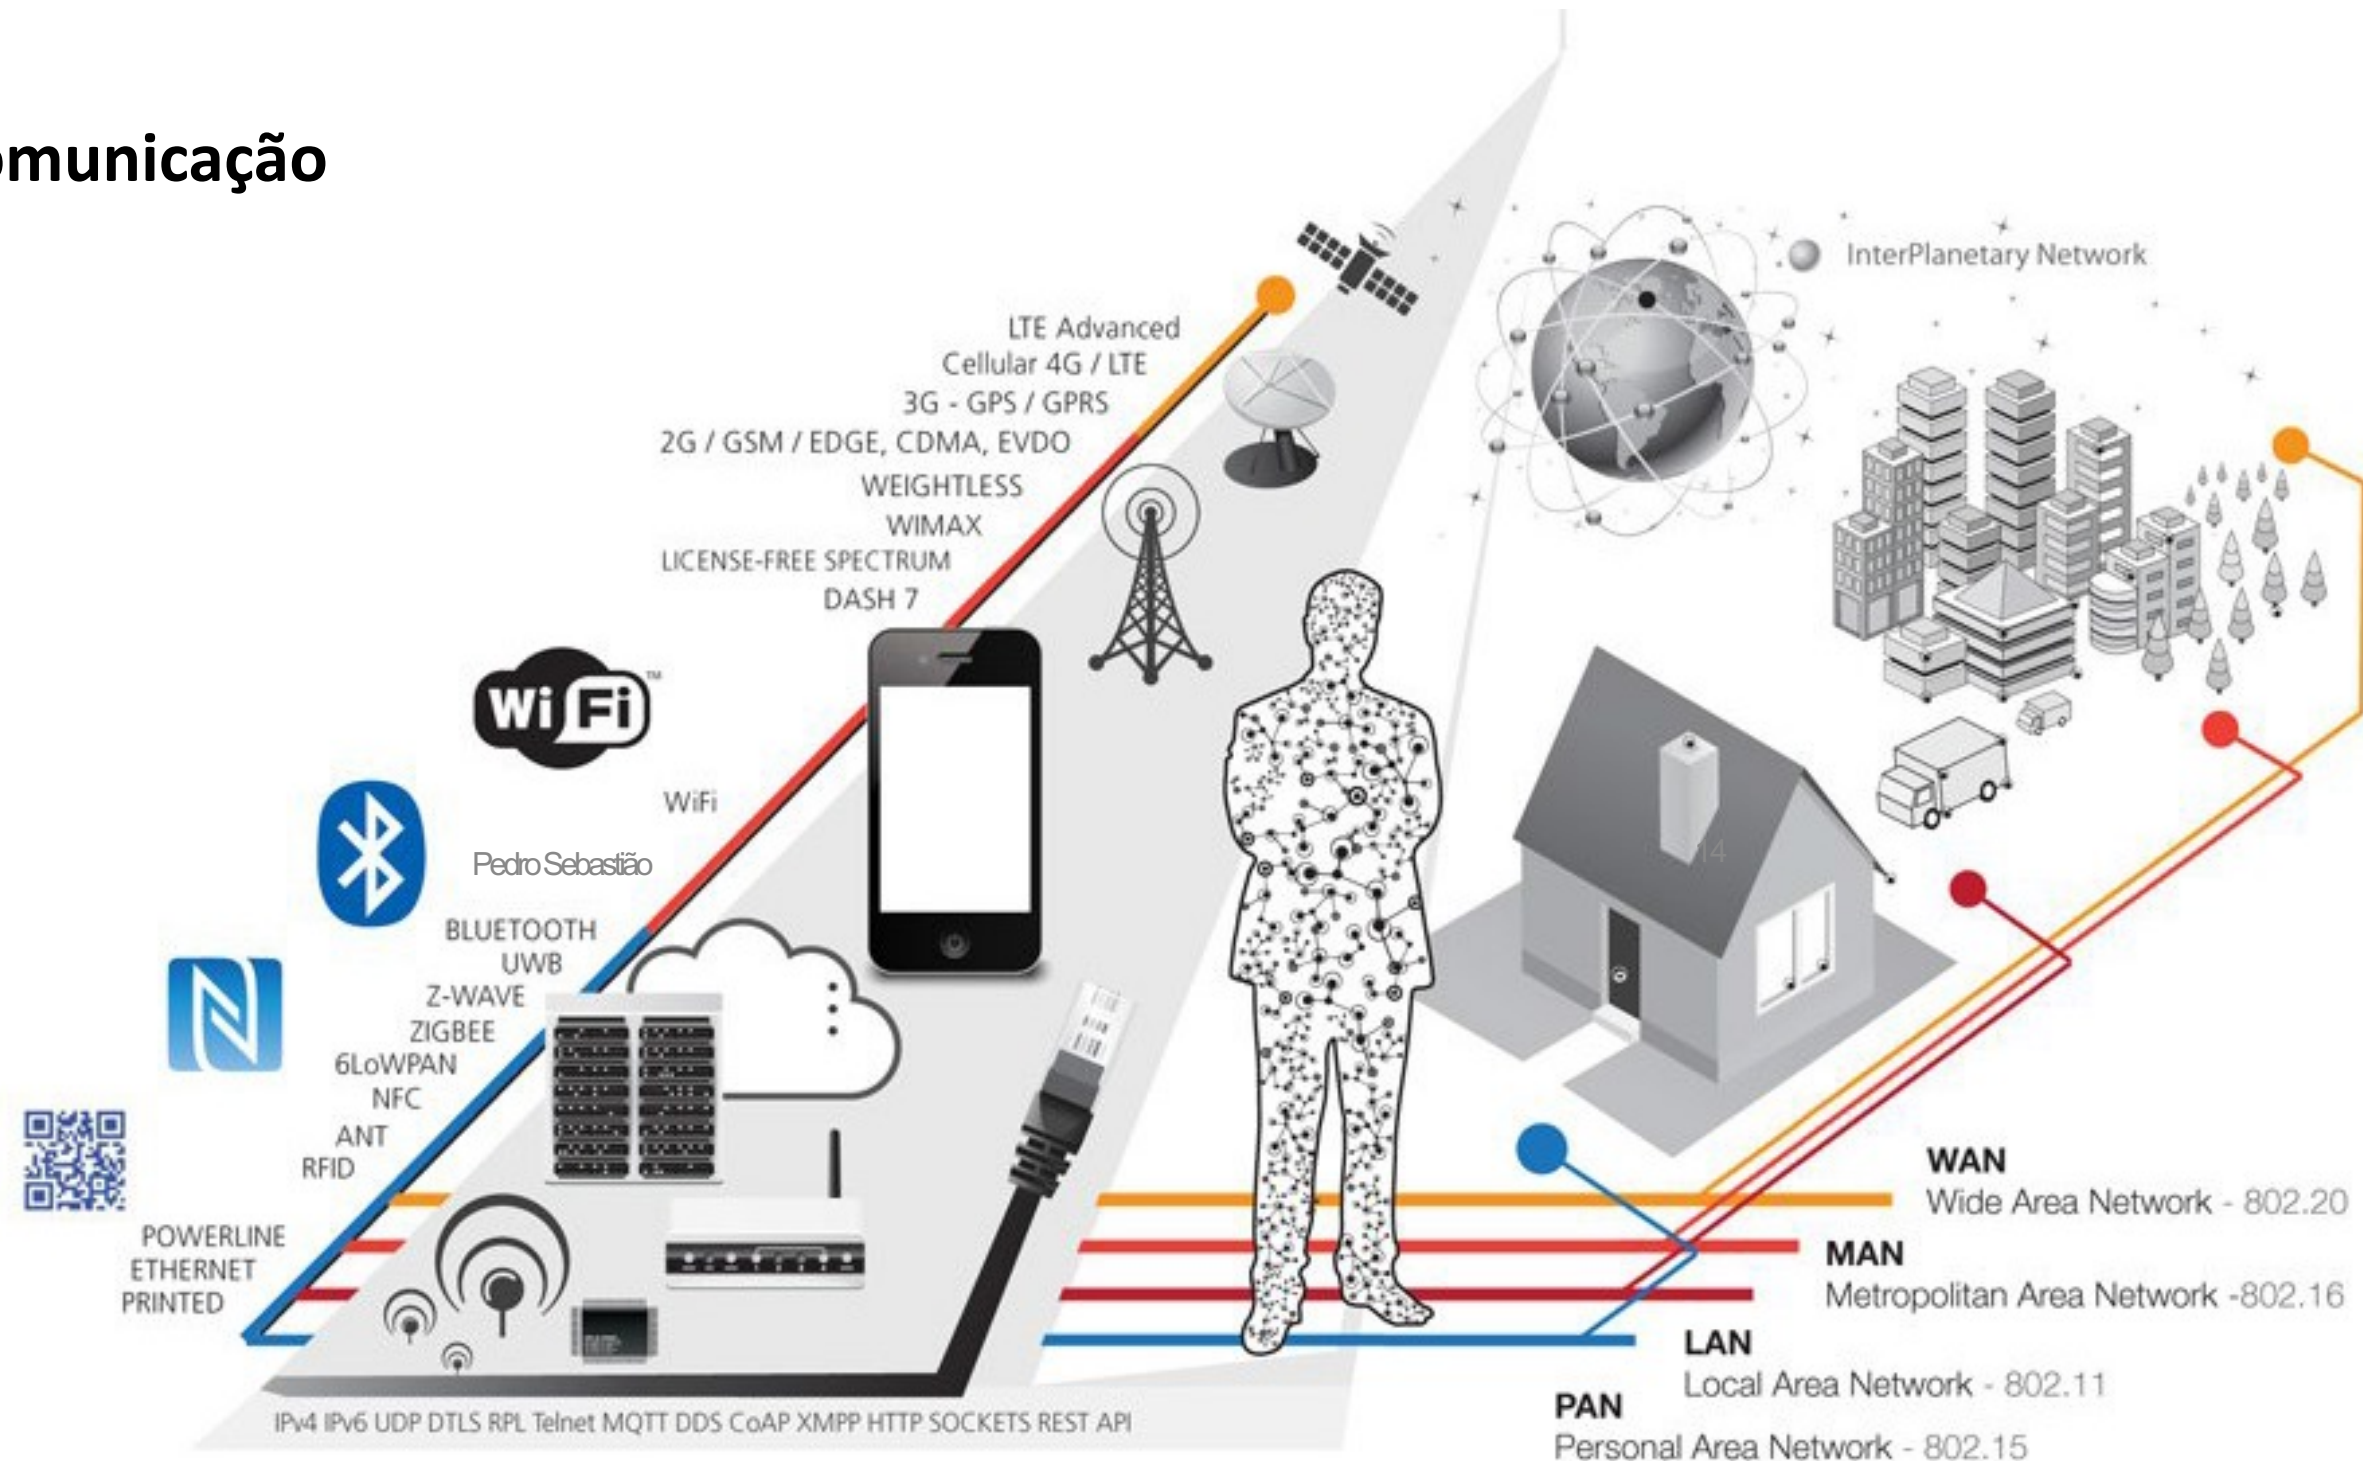 omunicação
InterPlanetary Network
LTE Advanced
Cellular 4G / LTE
3G - GPS / GPRS
2G / GSM / EDGE, CDMA, EVDO
WEIGHTLESS
WIMAX
LICENSE-FREE SPECTRUM
DASH 7
Wi Fi ™
WiFi
Pedro Sebastião
14
BLUETOOTH
UWB
Z-WAVE
ZIGBEE
6LoWPAN
NFC
ANT
RFID
POWERLINE
ETHERNET
PRINTED
WAN
Wide Area Network - 802.20
MAN
Metropolitan Area Network -802.16
LAN
Local Area Network - 802.11
PAN
Personal Area Network - 802.15
IPv4 IPv6 UDP DTLS RPL Telnet MQTT DDS CoAP XMPP HTTP SOCKETS REST API